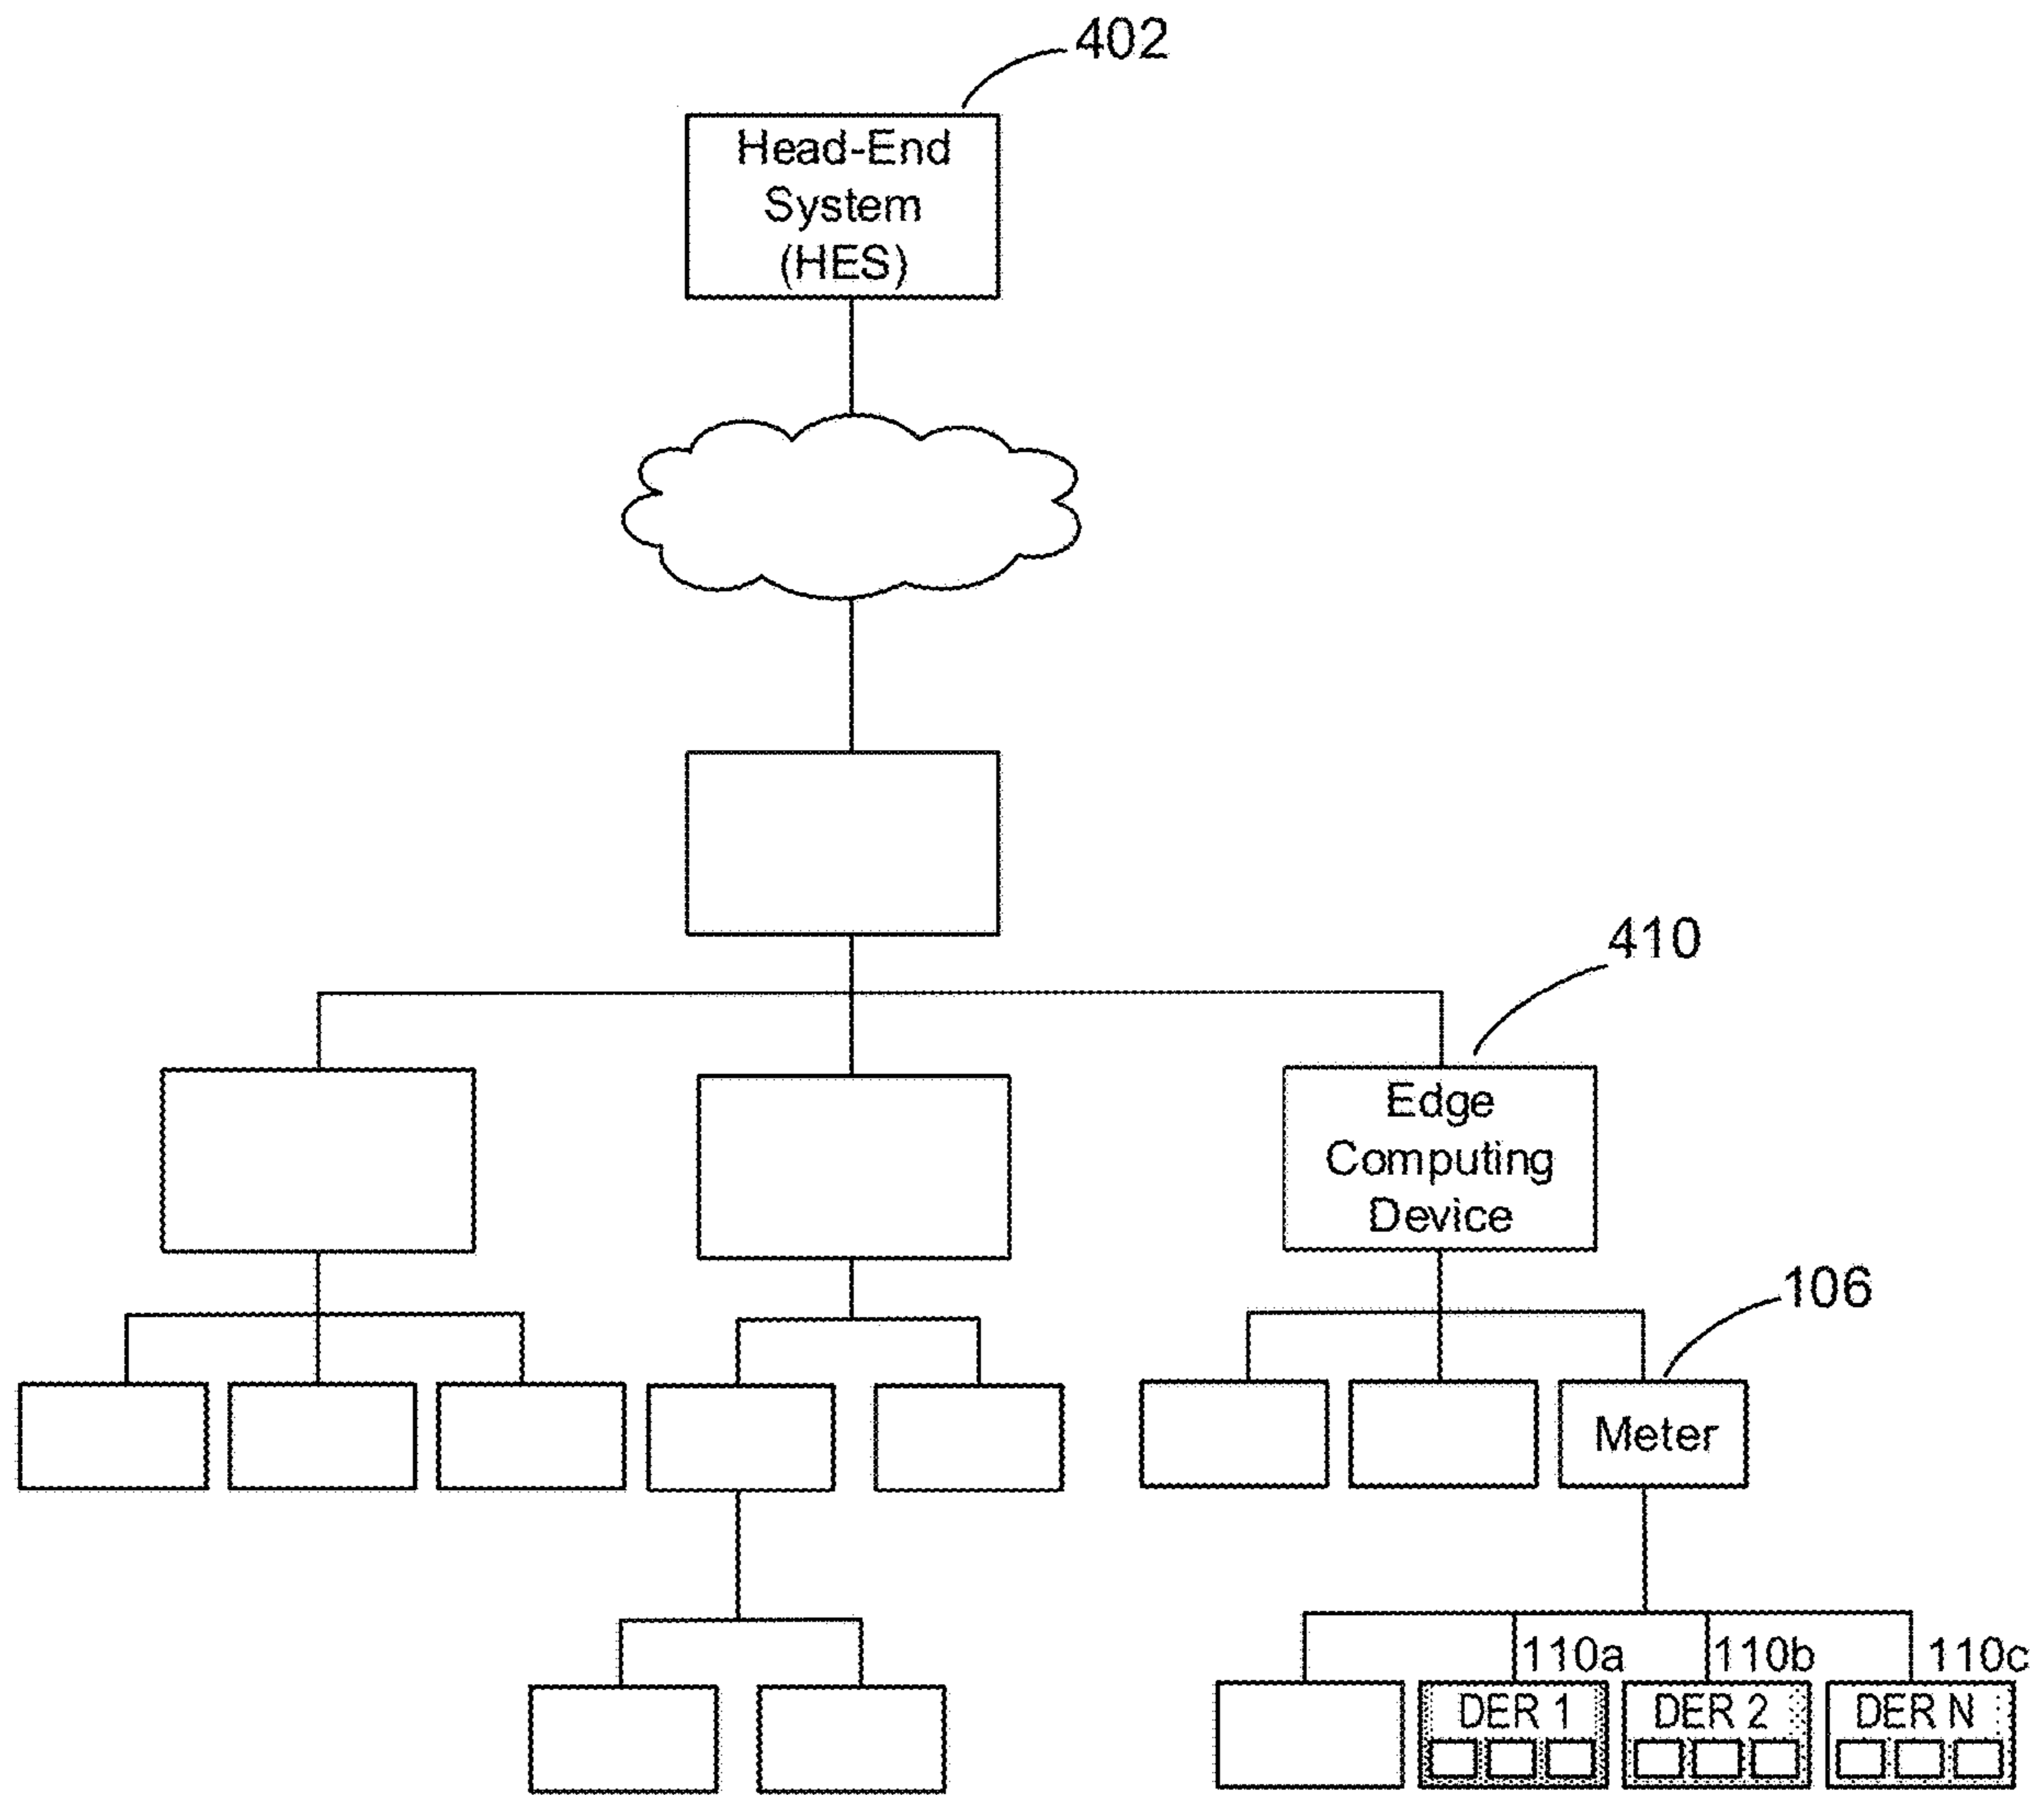 402
Head-End
System
(HES)
410
Edge
Computing
Device
106
Meter
110a 110b 110c
DER 1 DER 2 DER N